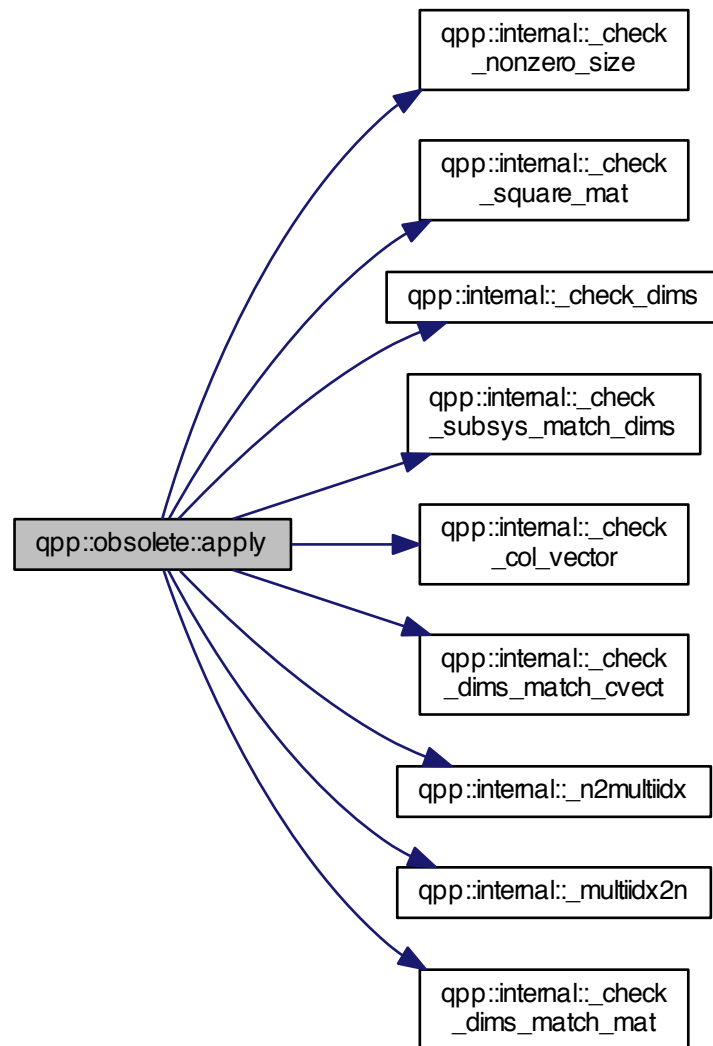 qpp::internal::_check
_nonzero_size
qpp::internal::_check
_square_mat
qpp::internal::_check_dims
qpp::internal::_check
_subsys_match_dims
qpp::obsolete::apply
qpp::internal::_check
_col_vector
qpp::internal::_check
_dims_match_cvect
qpp::internal::_n2multiidx
qpp::internal::_multiidx2n
qpp::internal::_check
_dims_match_mat